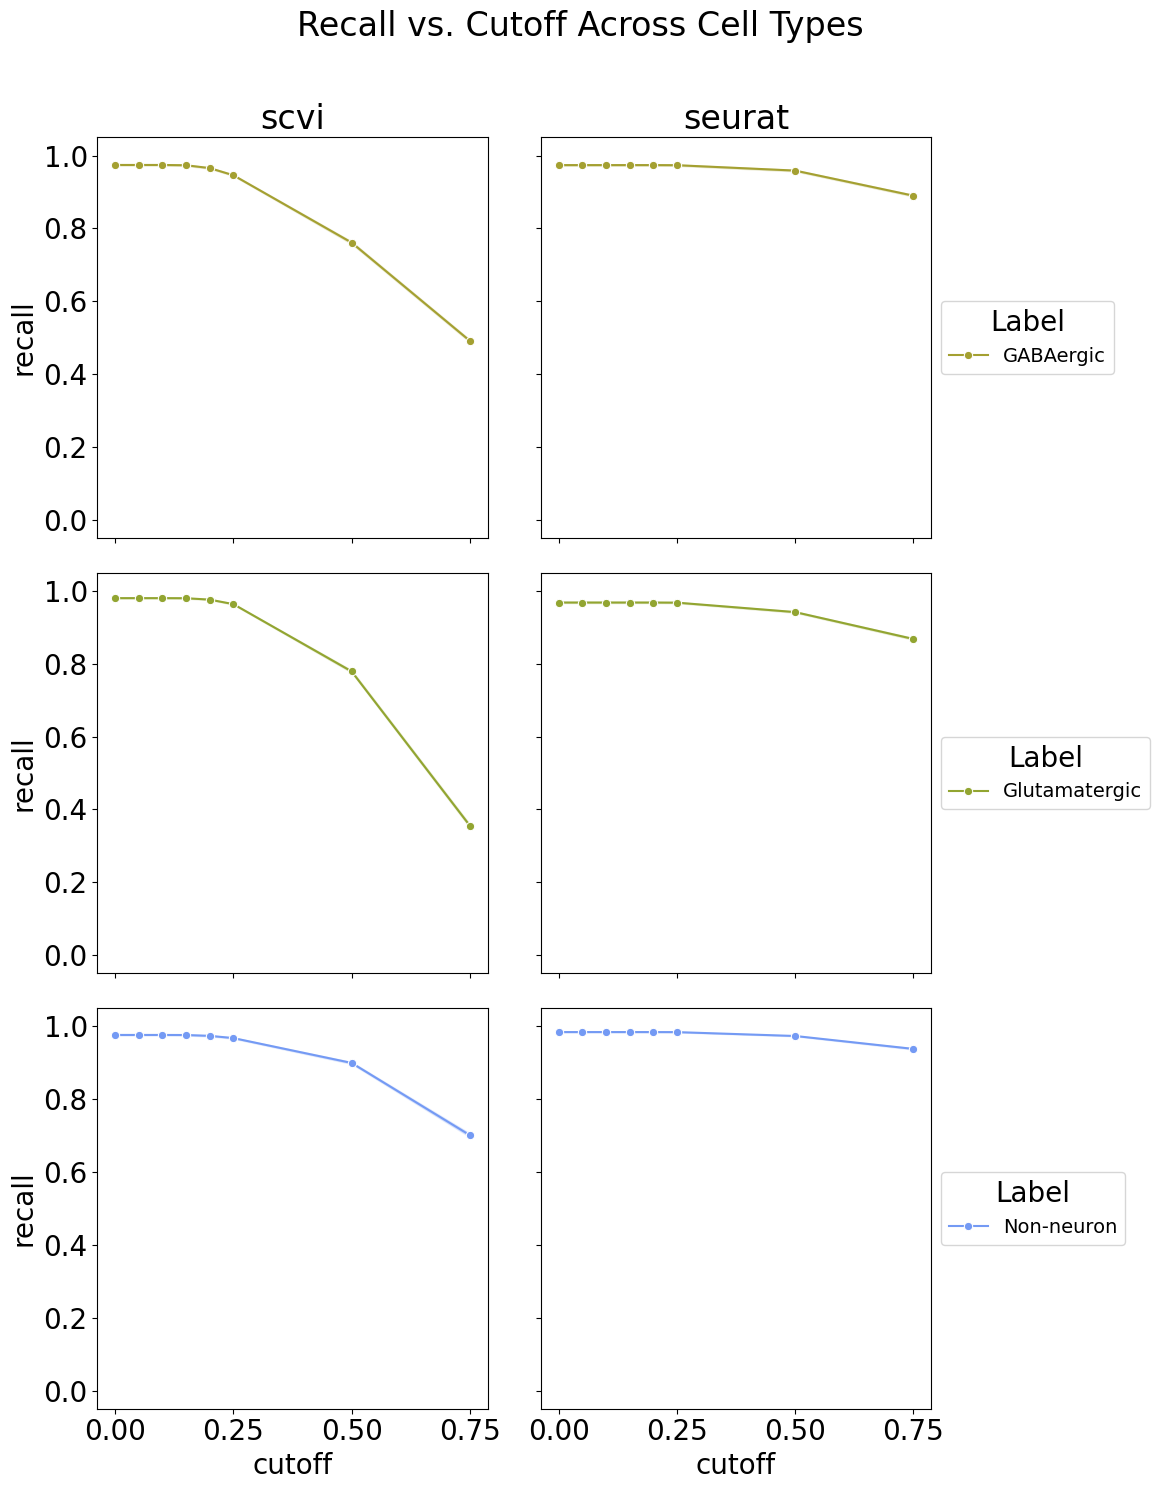 Recall vs. Cutoff Across Cell Types
scvi
seurat
1.0
0.8
0.6
0.4
0.2
0.0
recall
Label
GABAergic
1.0
0.8
0.6
0.4
0.2
0.0
recall
Label
Glutamatergic
1.0
0.8
0.6
0.4
0.2
0.0
recall
Label
Non-neuron
0.00 0.25 0.50 0.75
cutoff
0.00 0.25 0.50 0.75
cutoff